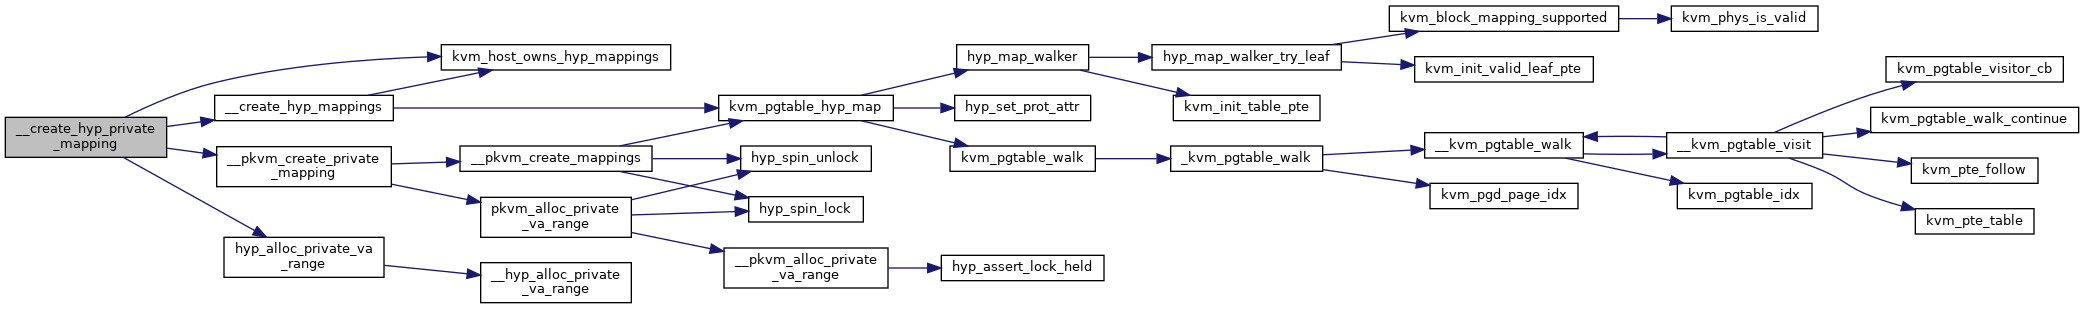 __create_hyp_private
_mapping
kvm_host_owns_hyp_mappings
__create_hyp_mappings
__pkvm_create_private
_mapping
hyp_alloc_private_va
_range
__pkvm_create_mappings
pkvm_alloc_private
_va_range
__hyp_alloc_private
_va_range
kvm_pgtable_hyp_map
hyp_spin_unlock
hyp_spin_lock
__pkvm_alloc_private
_va_range
hyp_map_walker
hyp_set_prot_attr
kvm_pgtable_walk
hyp_assert_lock_held
hyp_map_walker_try_leaf
kvm_init_table_pte
_kvm_pgtable_walk
kvm_block_mapping_supported
kvm_init_valid_leaf_pte
__kvm_pgtable_walk
kvm_pgd_page_idx
kvm_phys_is_valid
__kvm_pgtable_visit
kvm_pgtable_idx
kvm_pgtable_visitor_cb
kvm_pgtable_walk_continue
kvm_pte_follow
kvm_pte_table